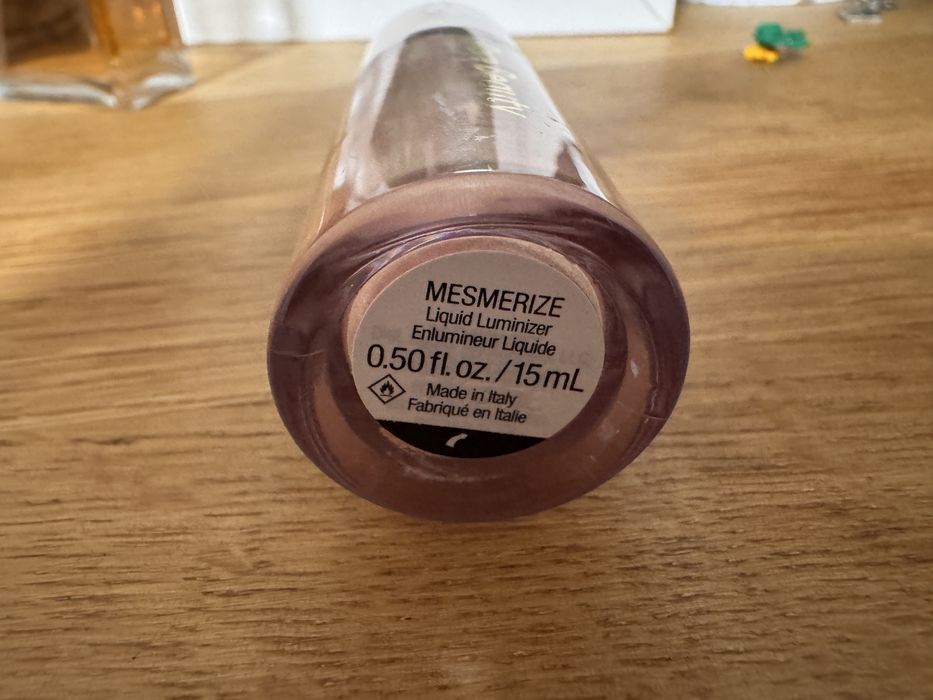 MESMERIZE
Liquid Luminizer
Enlumineur Liquide
0.50 fl. oz. / 15 mL
Made in Italy
Fabriqué en Italie